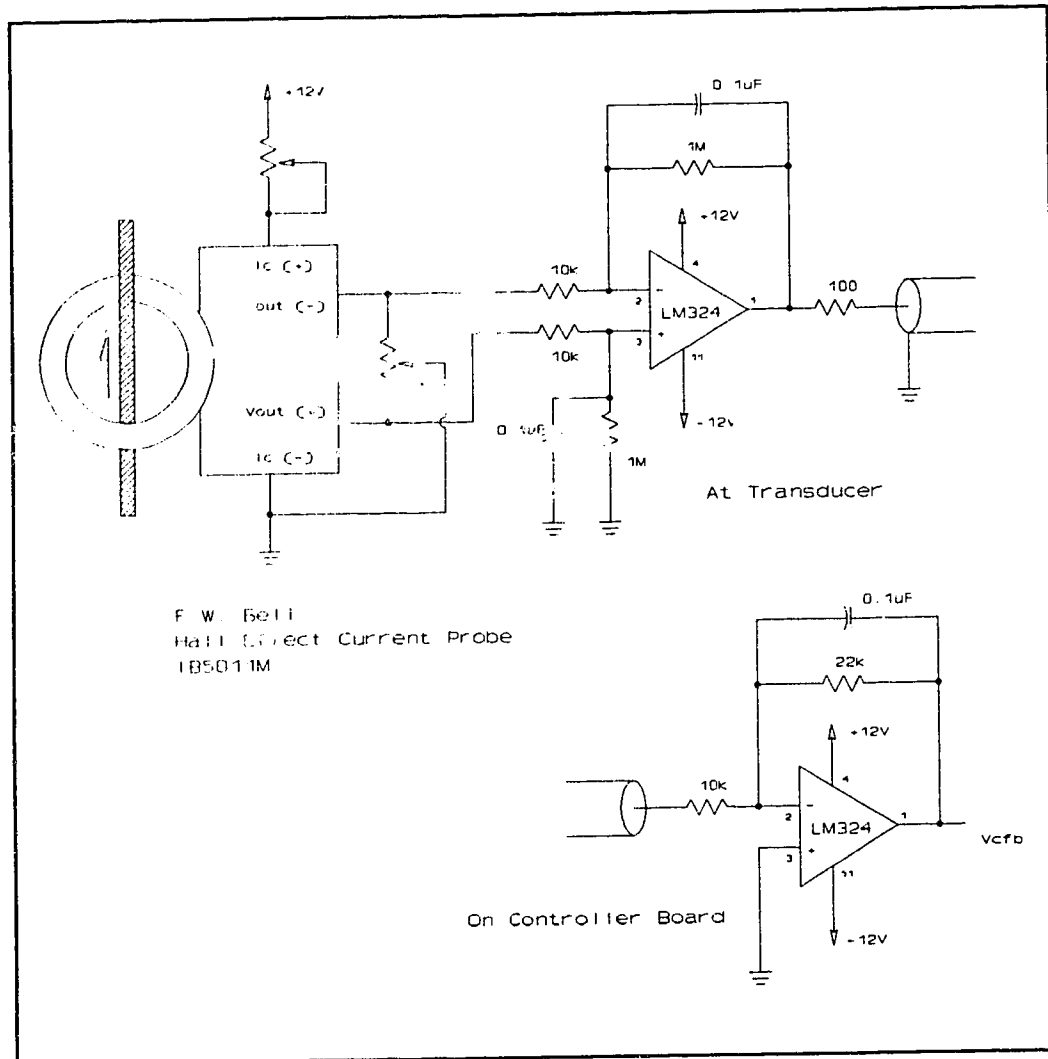 +12V
0.1uF
1M
+12V
Ic (+)
out (-)
10k
2
-
LM324
4
1
100
10k
3
+
11
Vout (+)
-12V
Ic (-)
1M
At Transducer
F. W. Bell
Hall Effect Current Probe
IB5011M
0.1uF
22k
+12V
10k
4
2
-
LM324
1
3
+
11
Vcfb
On Controller Board
-12V